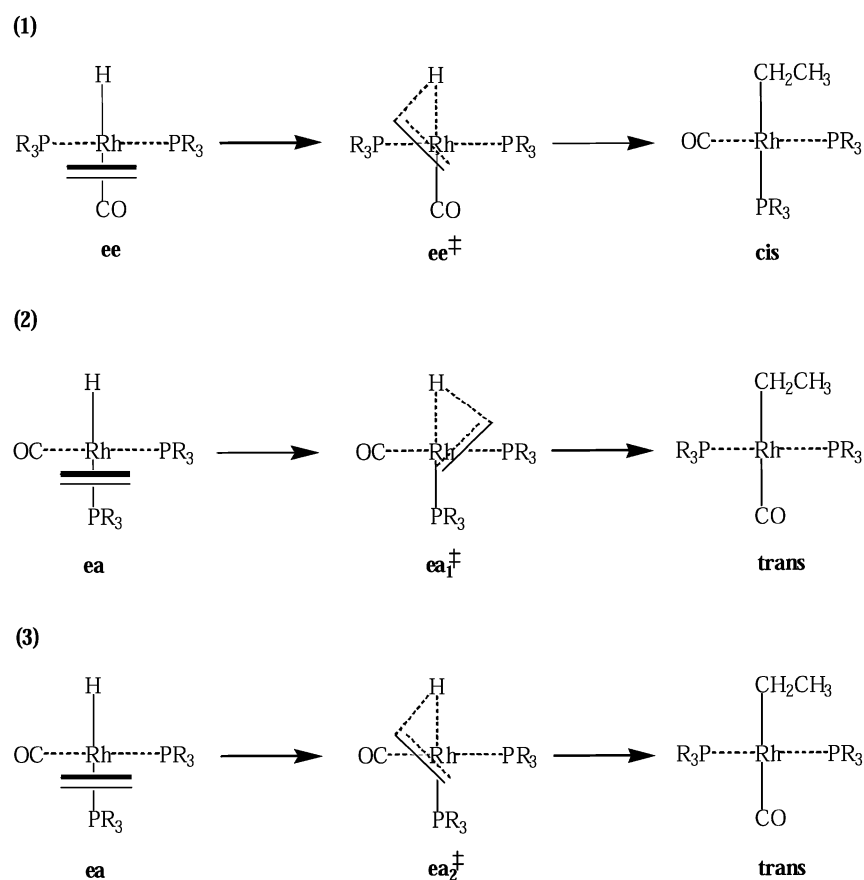 (1)
H
R₃P Rh PR₃
CO
ee
H
R₃P Rh PR₃
CO
ee‡
CH₂CH₃
OC Rh PR₃
PR₃
cis
(2)
H
OC Rh PR₃
PR₃
ea
H
OC Rh PR₃
PR₃
ea₁‡
CH₂CH₃
R₃P Rh PR₃
CO
trans
(3)
H
OC Rh PR₃
PR₃
ea
H
OC Rh PR₃
PR₃
ea₂‡
CH₂CH₃
R₃P Rh PR₃
CO
trans